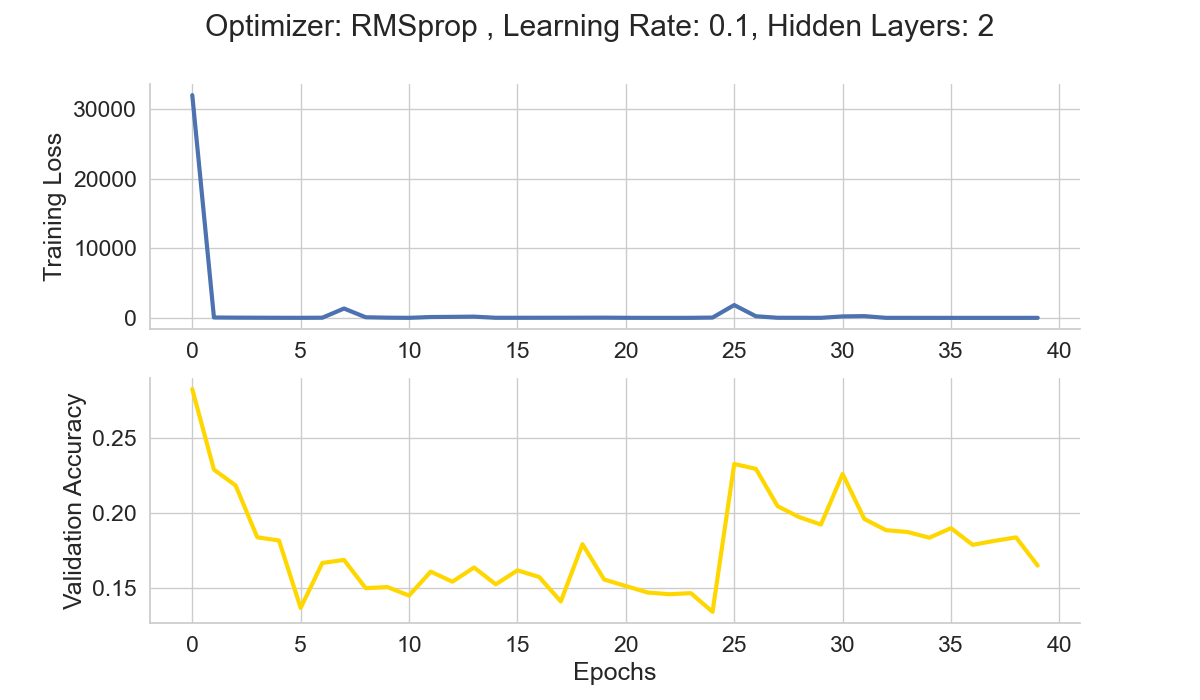 Optimizer: RMSprop , Learning Rate: 0.1, Hidden Layers: 2
Training Loss
30000
20000
10000
0
0 5 10 15 20 25 30 35 40
Validation Accuracy
0.25
0.20
0.15
0 5 10 15 20 25 30 35 40
Epochs